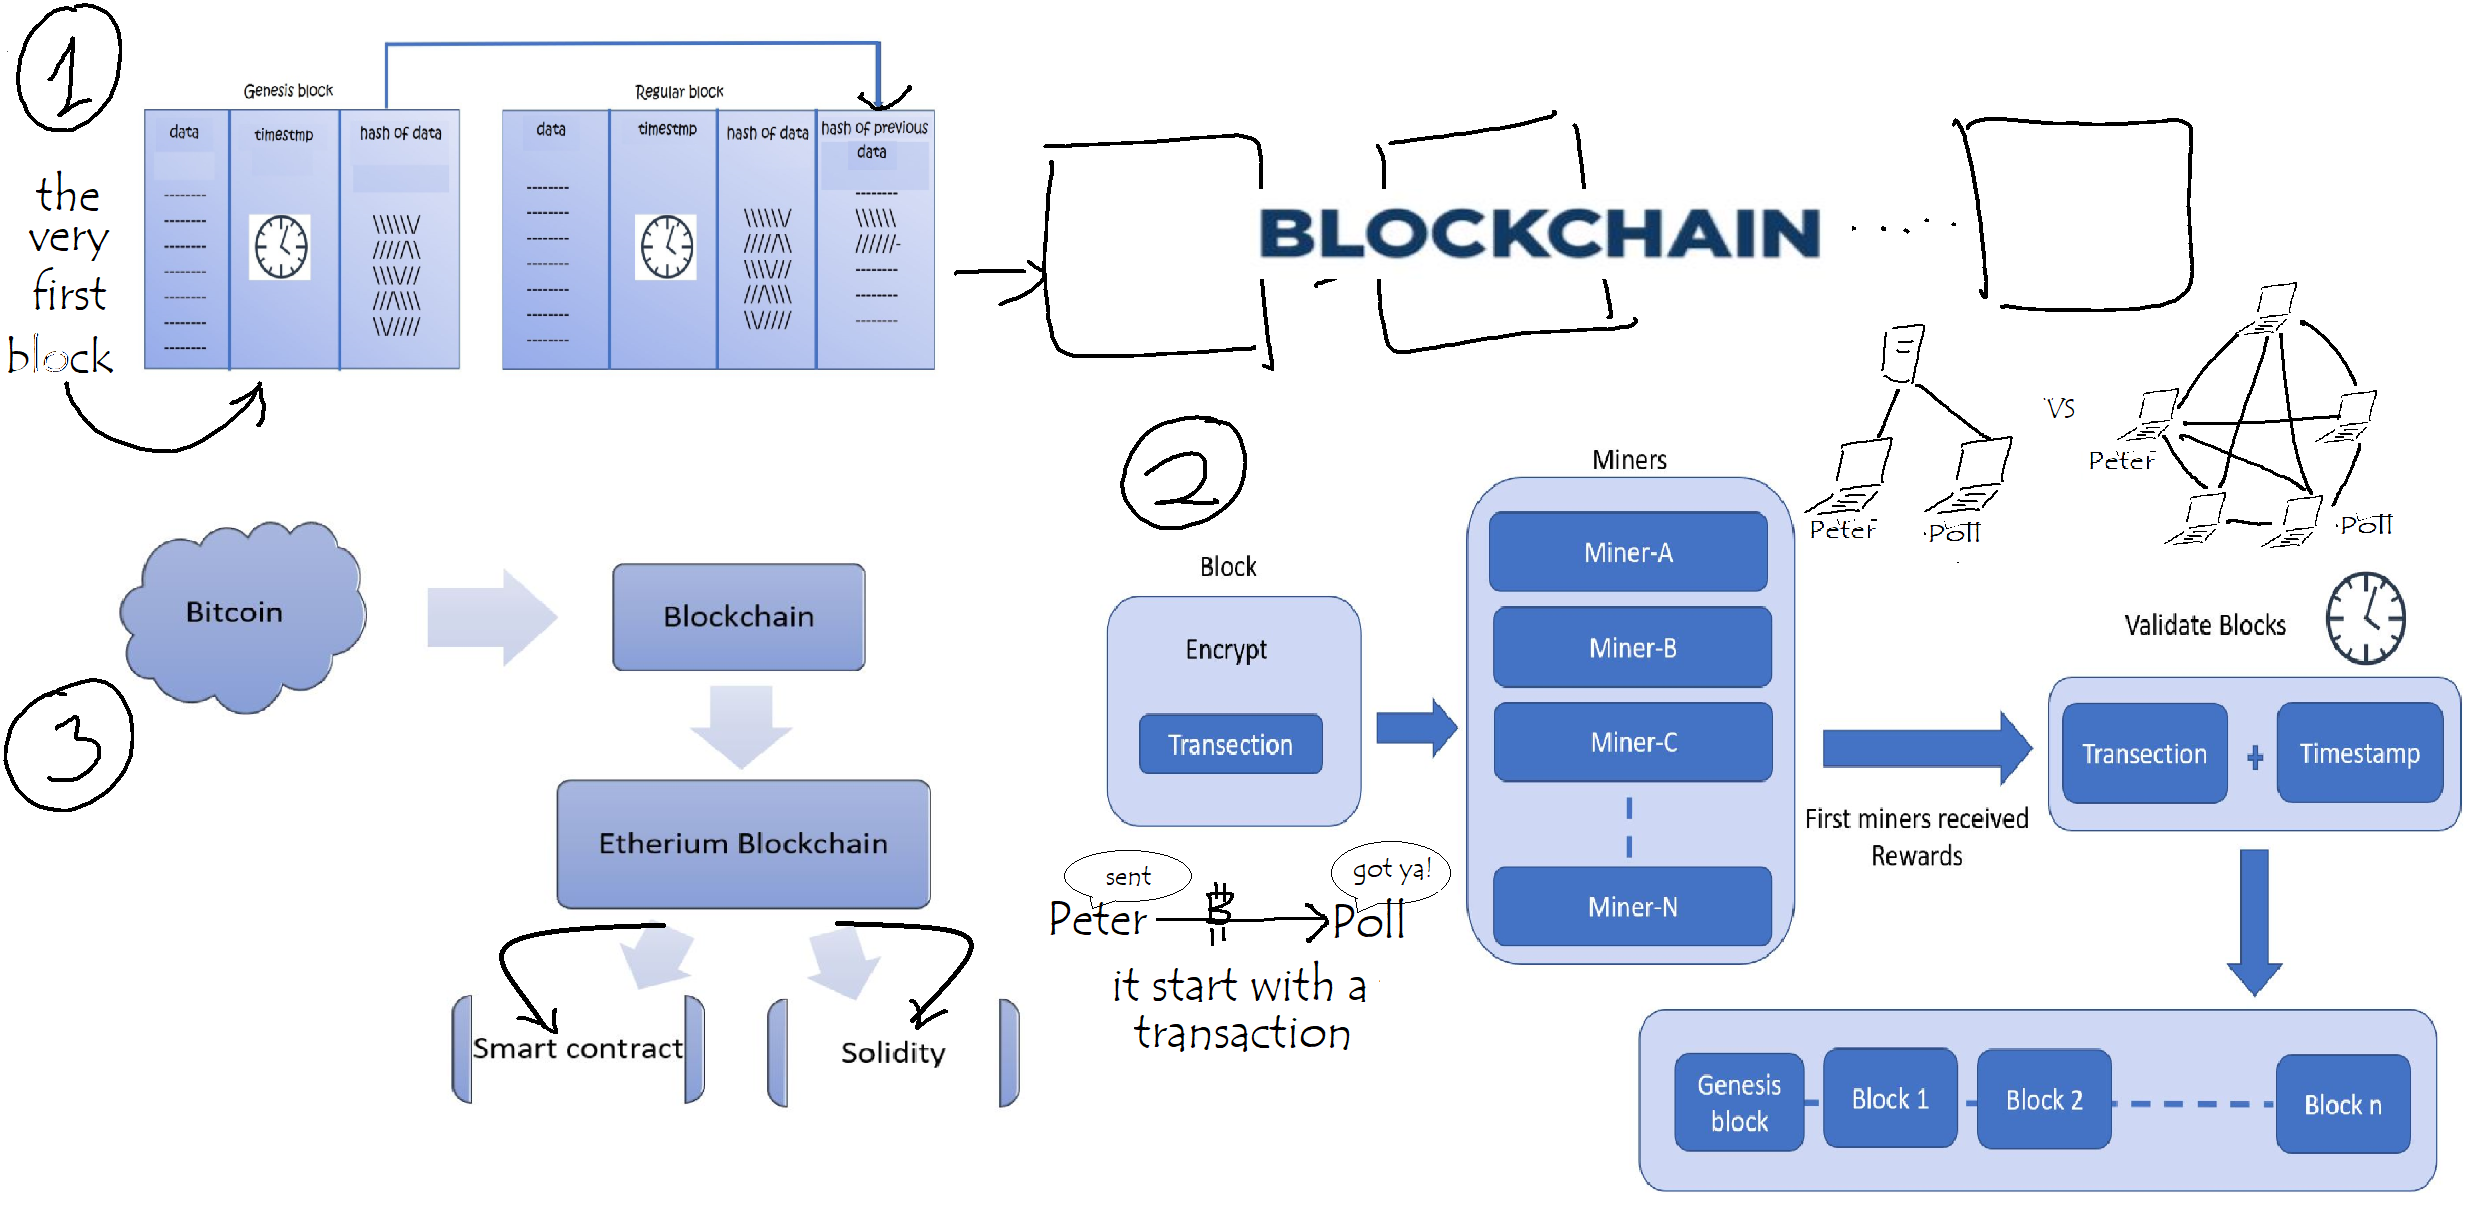 1
Genesis block
data
timestmp
hash of data
Regular block
data
timestmp
hash of data
hash of previous
data
the
very
first
block
BLOCKCHAIN
Peter
Poll
VS
Peter
Poll
2
Block
Encrypt
Transection
Miners
Miner-A
Miner-B
Miner-C
Miner-N
First miners received
Rewards
Validate Blocks
Transection
+
Timestamp
Genesis
block
Block 1
Block 2
Block n
sent
got ya!
Peter
₿
Poll
it start with a
transaction
3
Bitcoin
Blockchain
Etherium Blockchain
Smart contract
Solidity